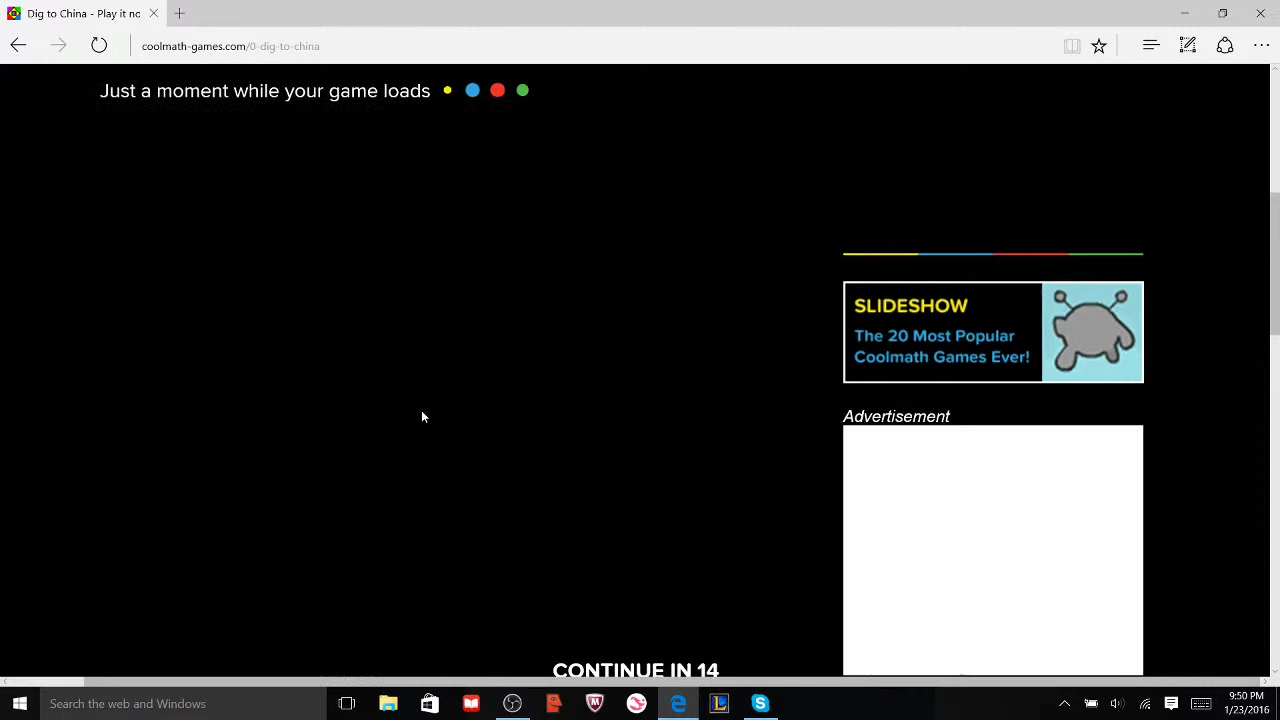 Dig to China - Play it no
coolmath-games.com/0-dig-to-china
Just a moment while your game loads
SLIDESHOW
The 20 Most Popular
Coolmath Games Ever!
Advertisement
CONTINUE IN 14
Search the web and Windows
9:50 PM
1/23/2016